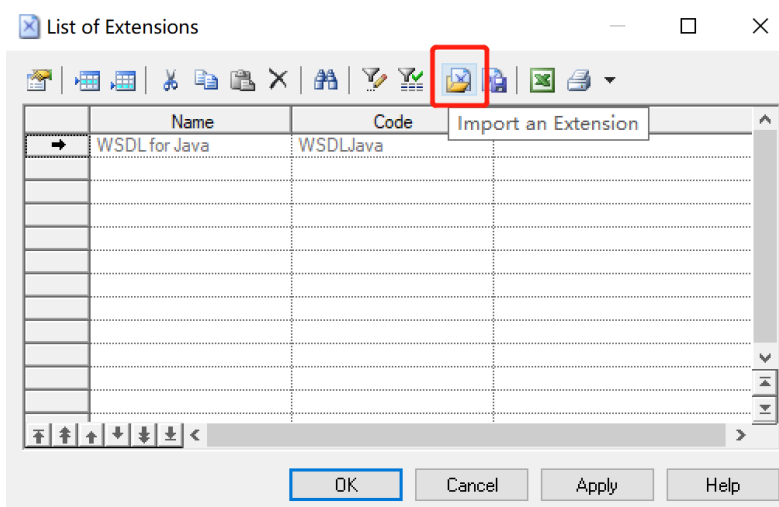 List of Extensions
Name Code
Import an Extension
WSDL for Java WSDLJava
OK Cancel Apply Help